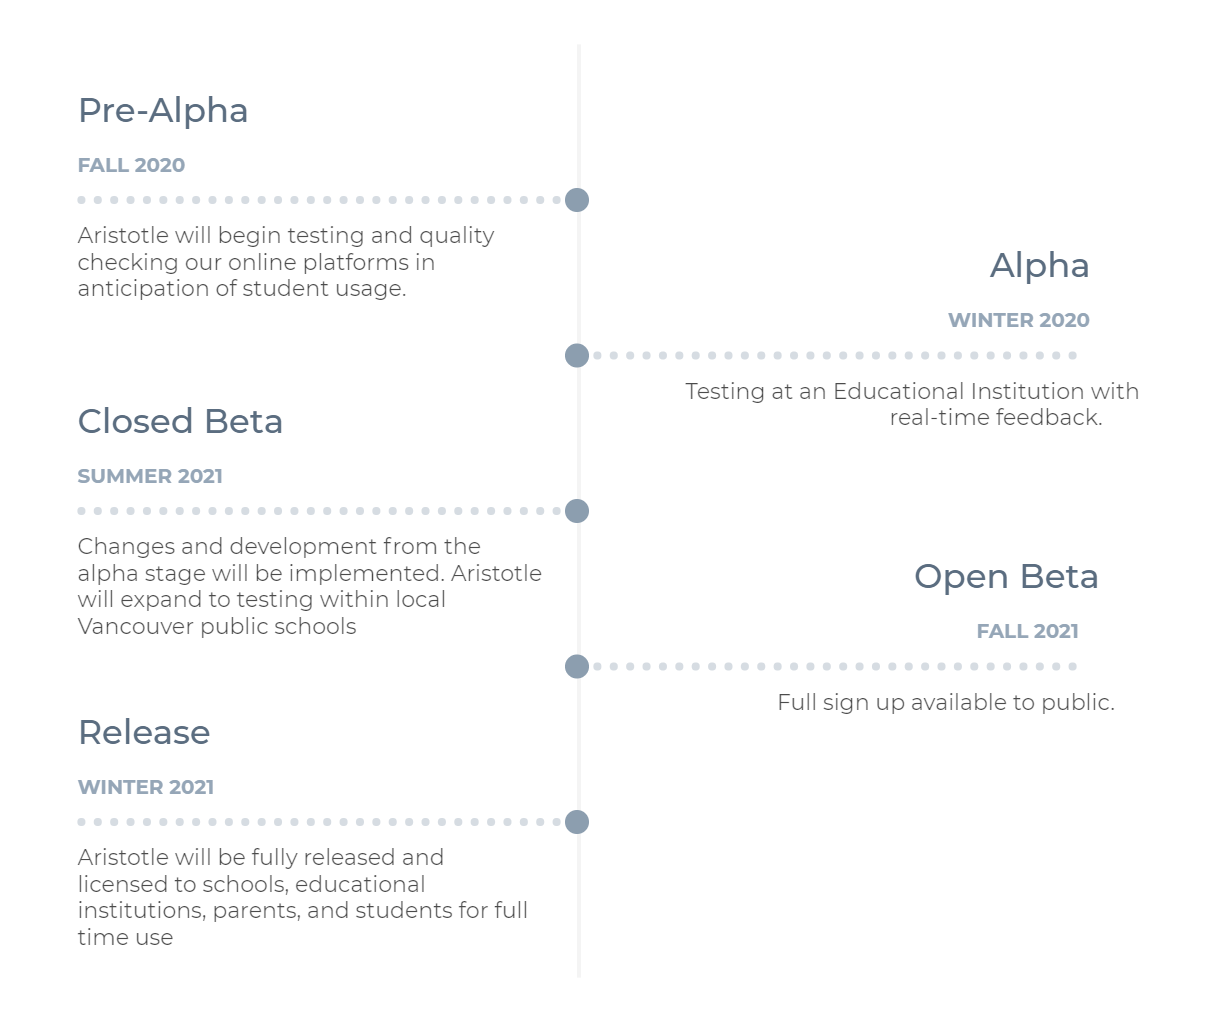 Pre-Alpha
FALL 2020
Aristotle will begin testing and quality
checking our online platforms in
anticipation of student usage.
Alpha
WINTER 2020
Testing at an Educational Institution with
real-time feedback.
Closed Beta
SUMMER 2021
Changes and development from the
alpha stage will be implemented. Aristotle
will expand to testing within local
Vancouver public schools
Open Beta
FALL 2021
Full sign up available to public.
Release
WINTER 2021
Aristotle will be fully released and
licensed to schools, educational
institutions, parents, and students for full
time use